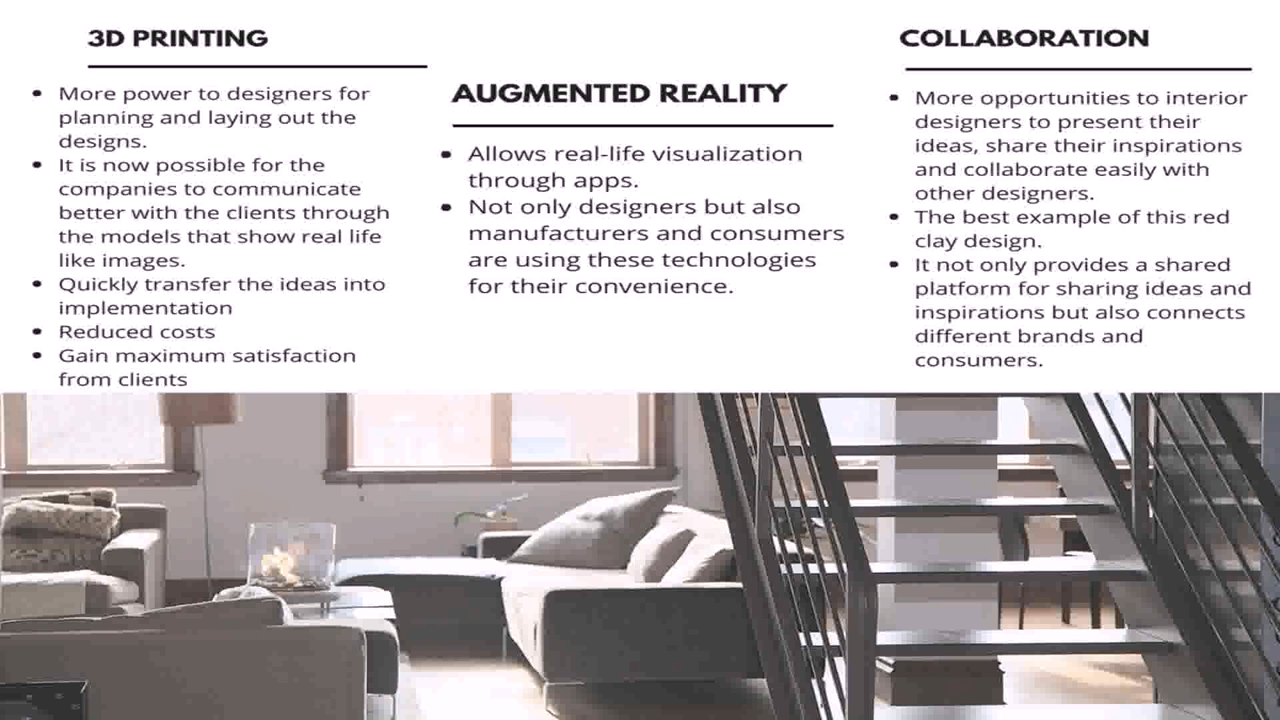 3D PRINTING
• More power to designers for
planning and laying out the
designs.
• It is now possible for the
companies to communicate
better with the clients through
the models that show real life
like images.
• Quickly transfer the ideas into
implementation
• Reduced costs
• Gain maximum satisfaction
from clients
AUGMENTED REALITY
• Allows real-life visualization
through apps.
• Not only designers but also
manufacturers and consumers
are using these technologies
for their convenience.
COLLABORATION
• More opportunities to interior
designers to present their
ideas, share their inspirations
and collaborate easily with
other designers.
• The best example of this red
clay design.
• It not only provides a shared
platform for sharing ideas and
inspirations but also connects
different brands and
consumers.